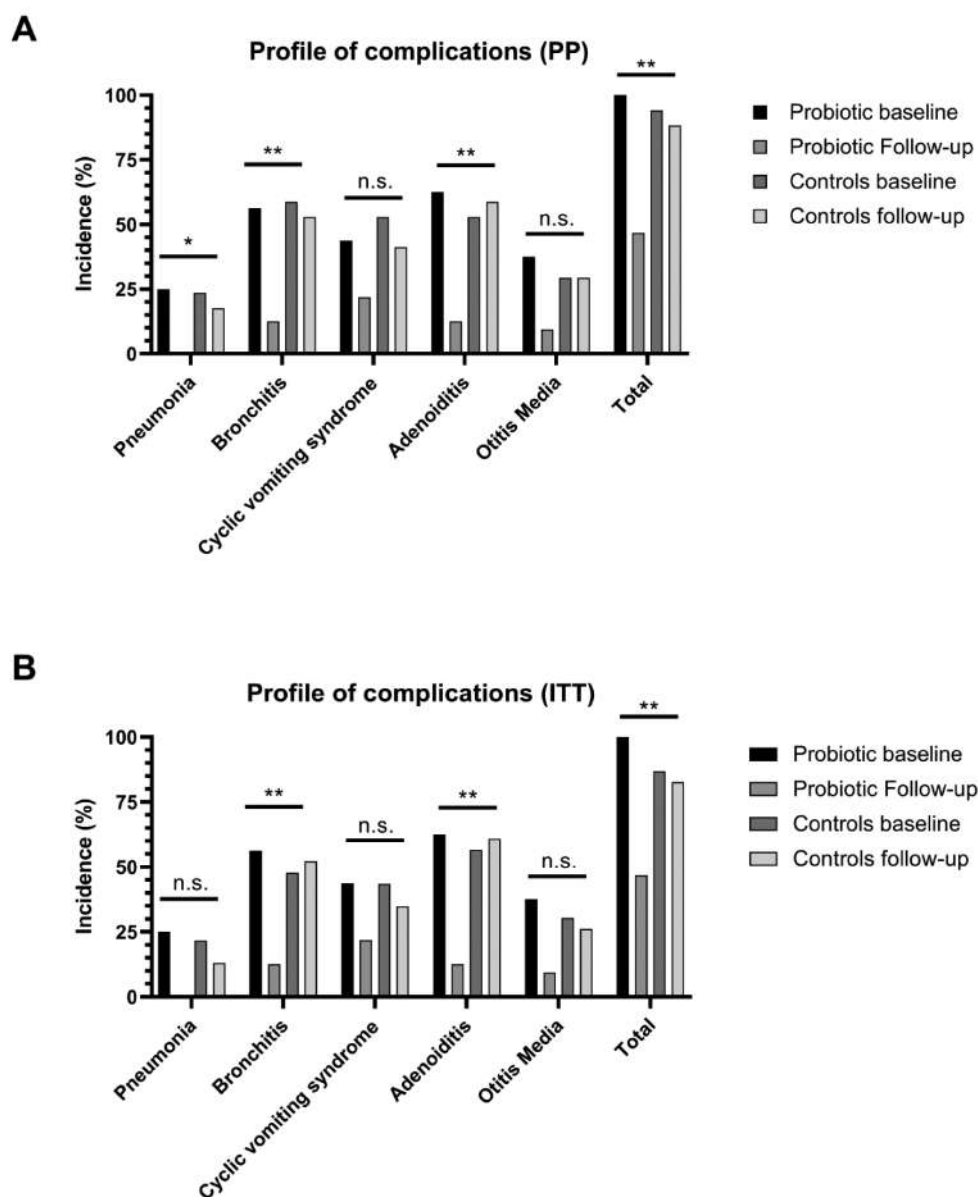 A
Profile of complications (PP)
Incidence (%)
100
75
50
25
0
*
**
n.s.
**
n.s.
**
Pneumonia
Bronchitis
Cyclic vomiting syndrome
Adenoiditis
Otitis Media
Total
Probiotic baseline
Probiotic Follow-up
Controls baseline
Controls follow-up
B
Profile of complications (ITT)
Incidence (%)
100
75
50
25
0
n.s.
**
n.s.
**
n.s.
**
Pneumonia
Bronchitis
Cyclic vomiting syndrome
Adenoiditis
Otitis Media
Total
Probiotic baseline
Probiotic Follow-up
Controls baseline
Controls follow-up